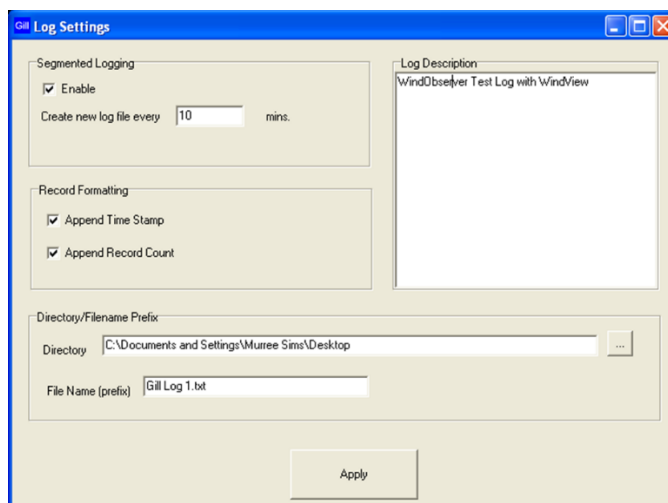 Gill Log Settings
Segmented Logging
Enable
Create new log file every 10 mins.
Record Formatting
Append Time Stamp
Append Record Count
Log Description
WindObserver Test Log with WindView
Directory/Filename Prefix
Directory C:\Documents and Settings\Murree Sims\Desktop ...
File Name (prefix) Gill Log 1.txt
Apply